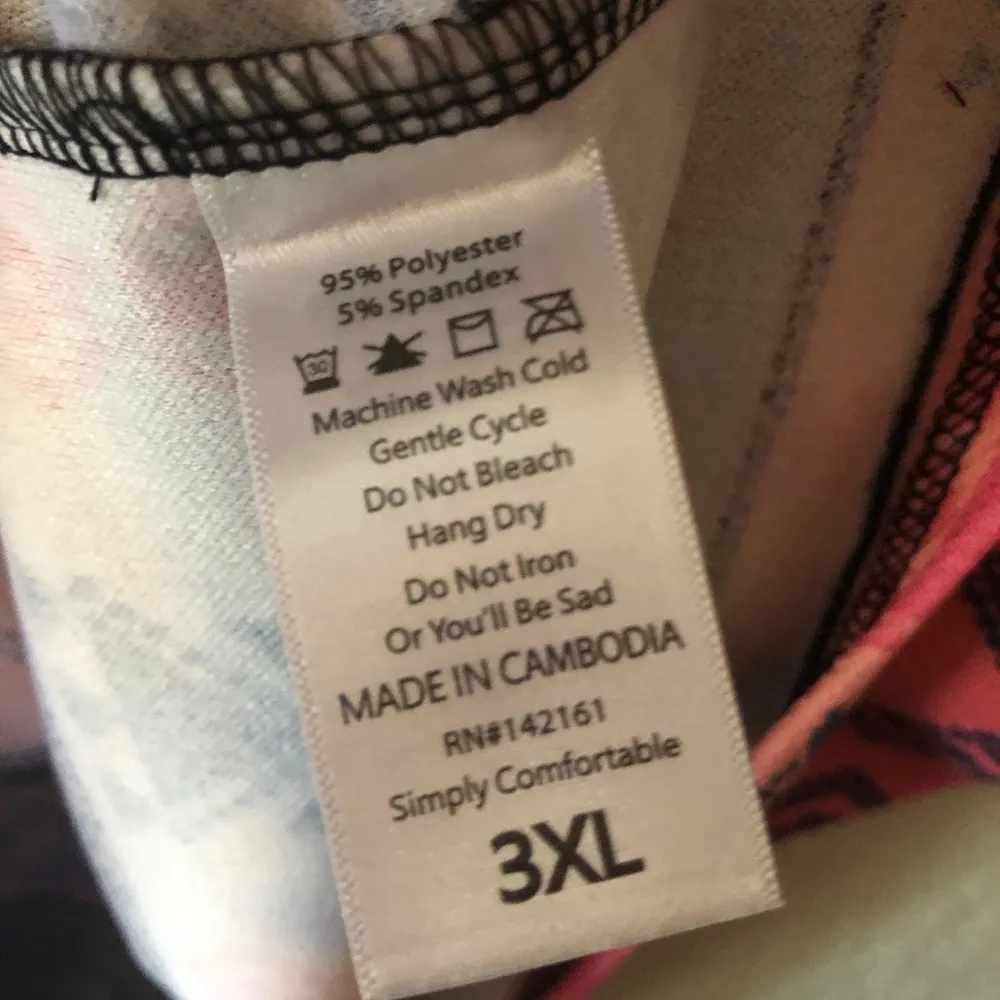 95% Polyester
5% Spandex
30
Machine Wash Cold
Gentle Cycle
Do Not Bleach
Hang Dry
Do Not Iron
Or You'll Be Sad
MADE IN CAMBODIA
RN#142161
Simply Comfortable
3XL